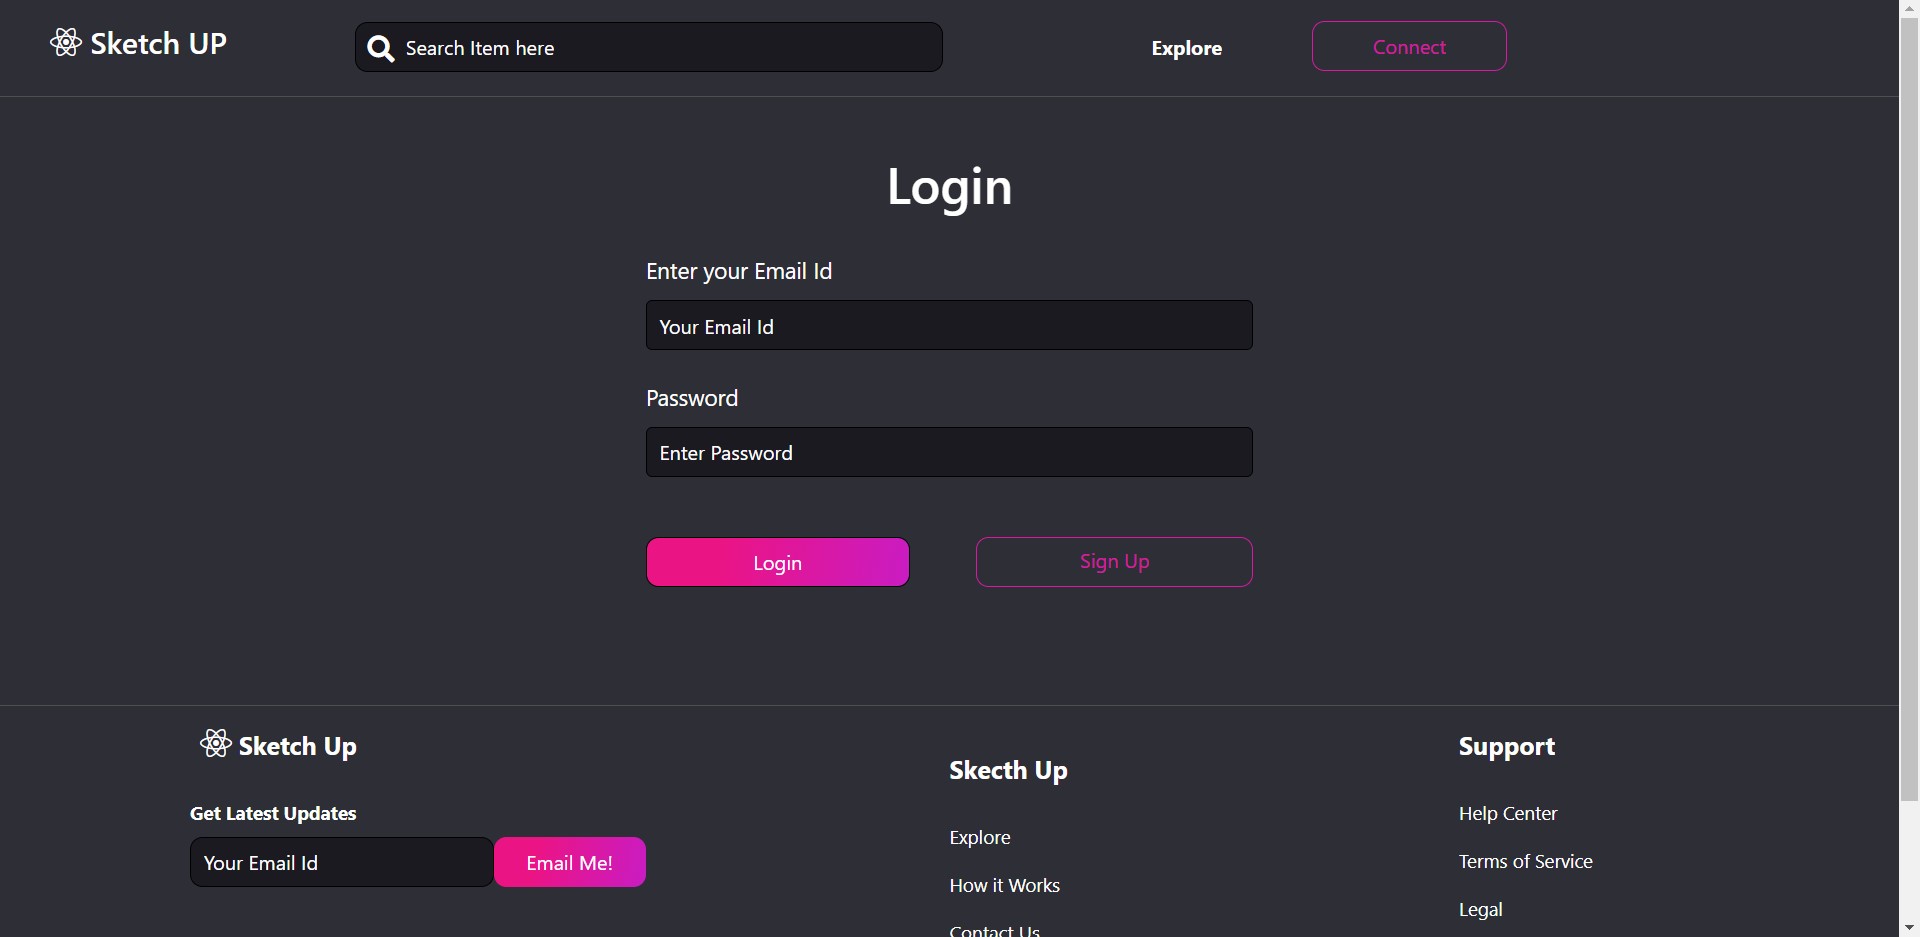 Sketch UP
Search Item here
Explore
Connect
Login
Enter your Email Id
Your Email Id
Password
Enter Password
Login
Sign Up
Sketch Up
Get Latest Updates
Your Email Id
Email Me!
Skecth Up
Explore
How it Works
Contact Us
Support
Help Center
Terms of Service
Legal